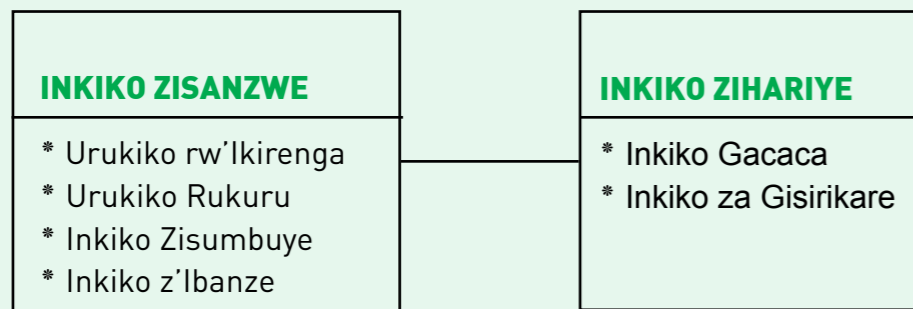 INKIKO ZISANZWE
* Urukiko rw'Ikirenga
* Urukiko Rukuru
* Inkiko Zisumbuye
* Inkiko z'Ibanze
INKIKO ZIHARIYE
* Inkiko Gacaca
* Inkiko za Gisirikare